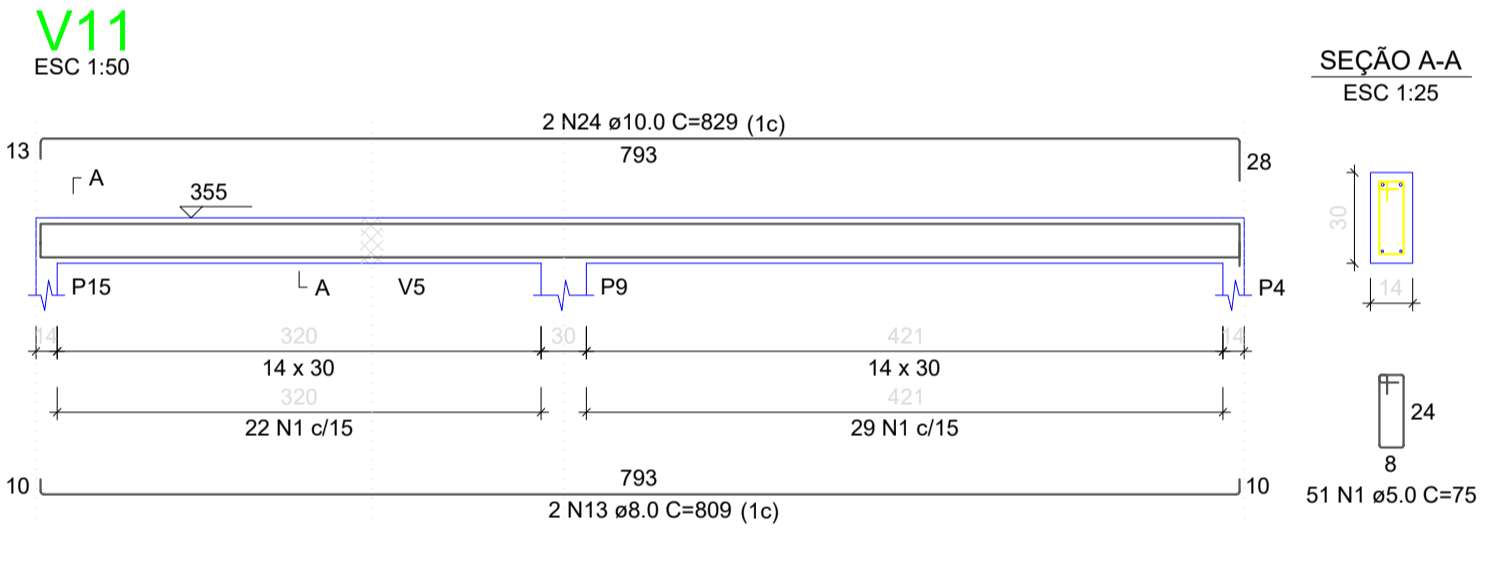 V11
ESC 1:50
SEÇÃO A-A
ESC 1:25
2 N24 ø10.0 C=829 (1c)
13
793
28
A
355
30
P15
A
V5
P9
P4
14
14
320
30
421
14
14 x 30
14 x 30
320
421
22 N1 c/15
29 N1 c/15
24
8
51 N1 ø5.0 C=75
10
793
10
2 N13 ø8.0 C=809 (1c)